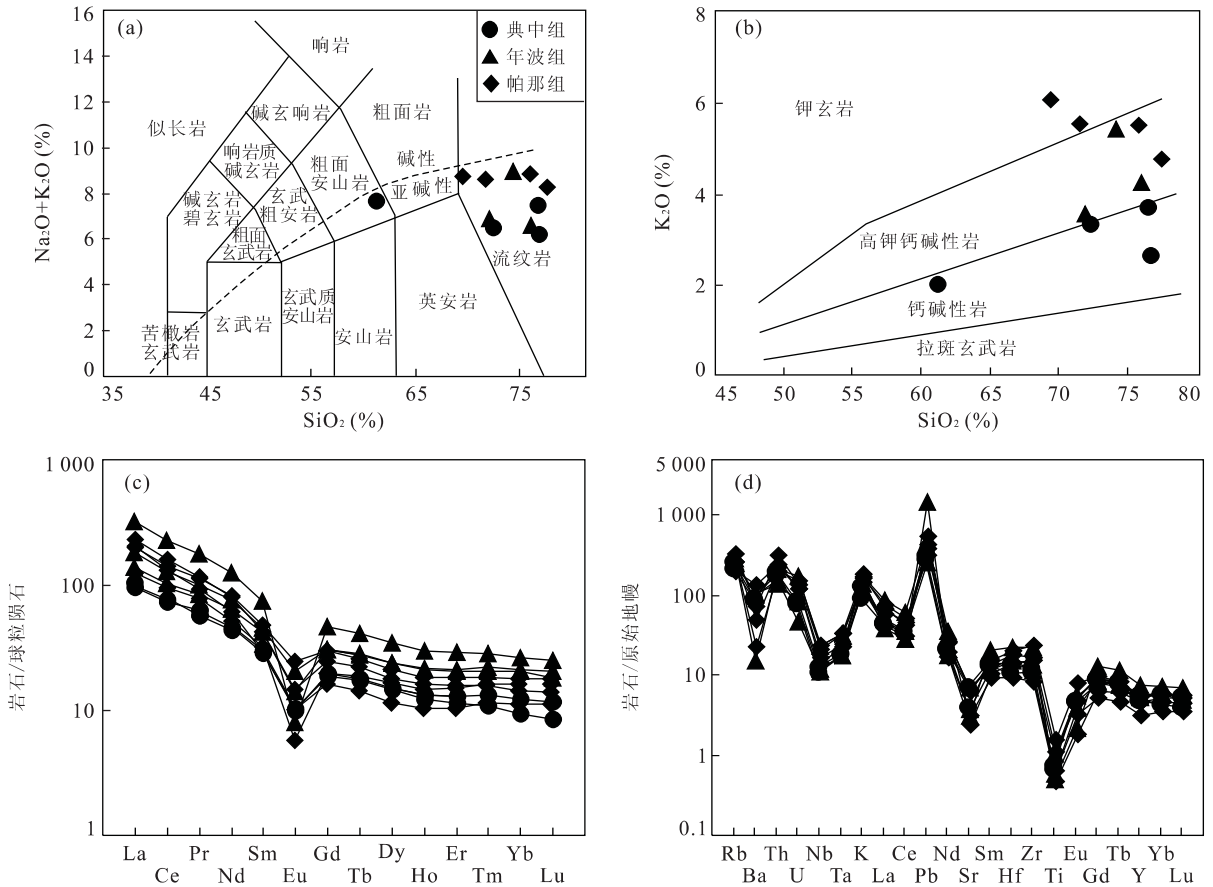 (a)
16
14
12
10
8
6
4
2
0
Na₂O+K₂O (%)
35
45
55
65
75
SiO₂ (%)
典中组
年波组
帕那组
响岩
碱玄响岩
粗面岩
似长岩
响岩质
碱玄岩
粗面
安山岩
碱性
亚碱性
碱玄岩
碧玄岩
玄武
粗安岩
粗面
玄武岩
流纹岩
苦橄岩
玄武岩
玄武岩
玄武质
安山岩
安山岩
英安岩
(b)
8
6
4
2
0
K₂O (%)
45
50
55
60
65
70
75
80
SiO₂ (%)
钾玄岩
高钾钙碱性岩
钙碱性岩
拉斑玄武岩
(c)
1 000
100
10
1
岩石/球粒陨石
La Pr Sm Gd Dy Er Yb
Ce Nd Eu Tb Ho Tm Lu
(d)
5 000
1 000
100
10
1
0.1
岩石/原始地幔
Rb Th Nb K Ce Nd Sm Zr Eu Tb Yb
Ba U Ta La Pb Sr Hf Ti Gd Y Lu